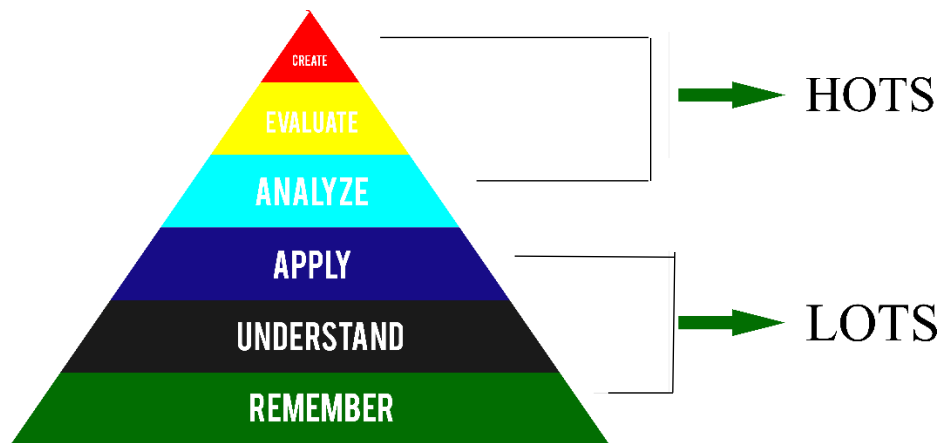 CREATE
EVALUATE
ANALYZE
APPLY
UNDERSTAND
REMEMBER
HOTS
LOTS